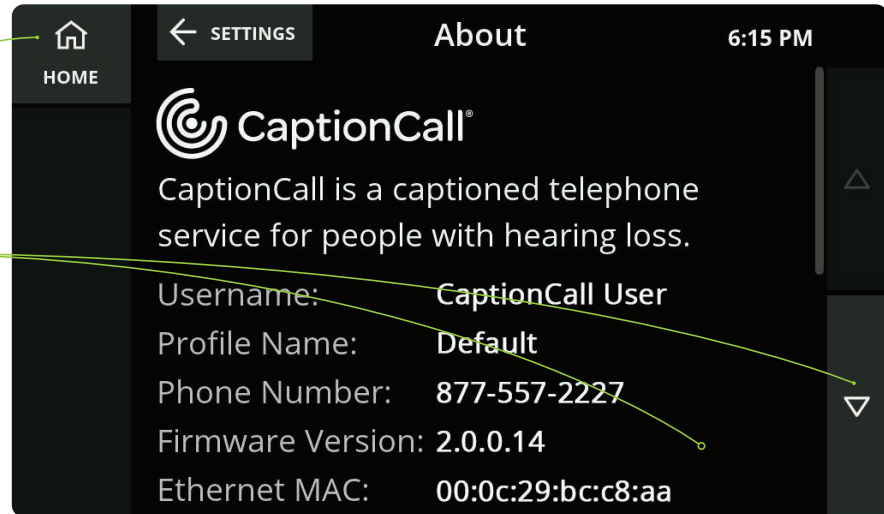 HOME
← SETTINGS
About
6:15 PM
CaptionCall®
CaptionCall is a captioned telephone
service for people with hearing loss.
Username: CaptionCall User
Profile Name: Default
Phone Number: 877-557-2227
Firmware Version: 2.0.0.14
Ethernet MAC: 00:0c:29:bc:c8:aa